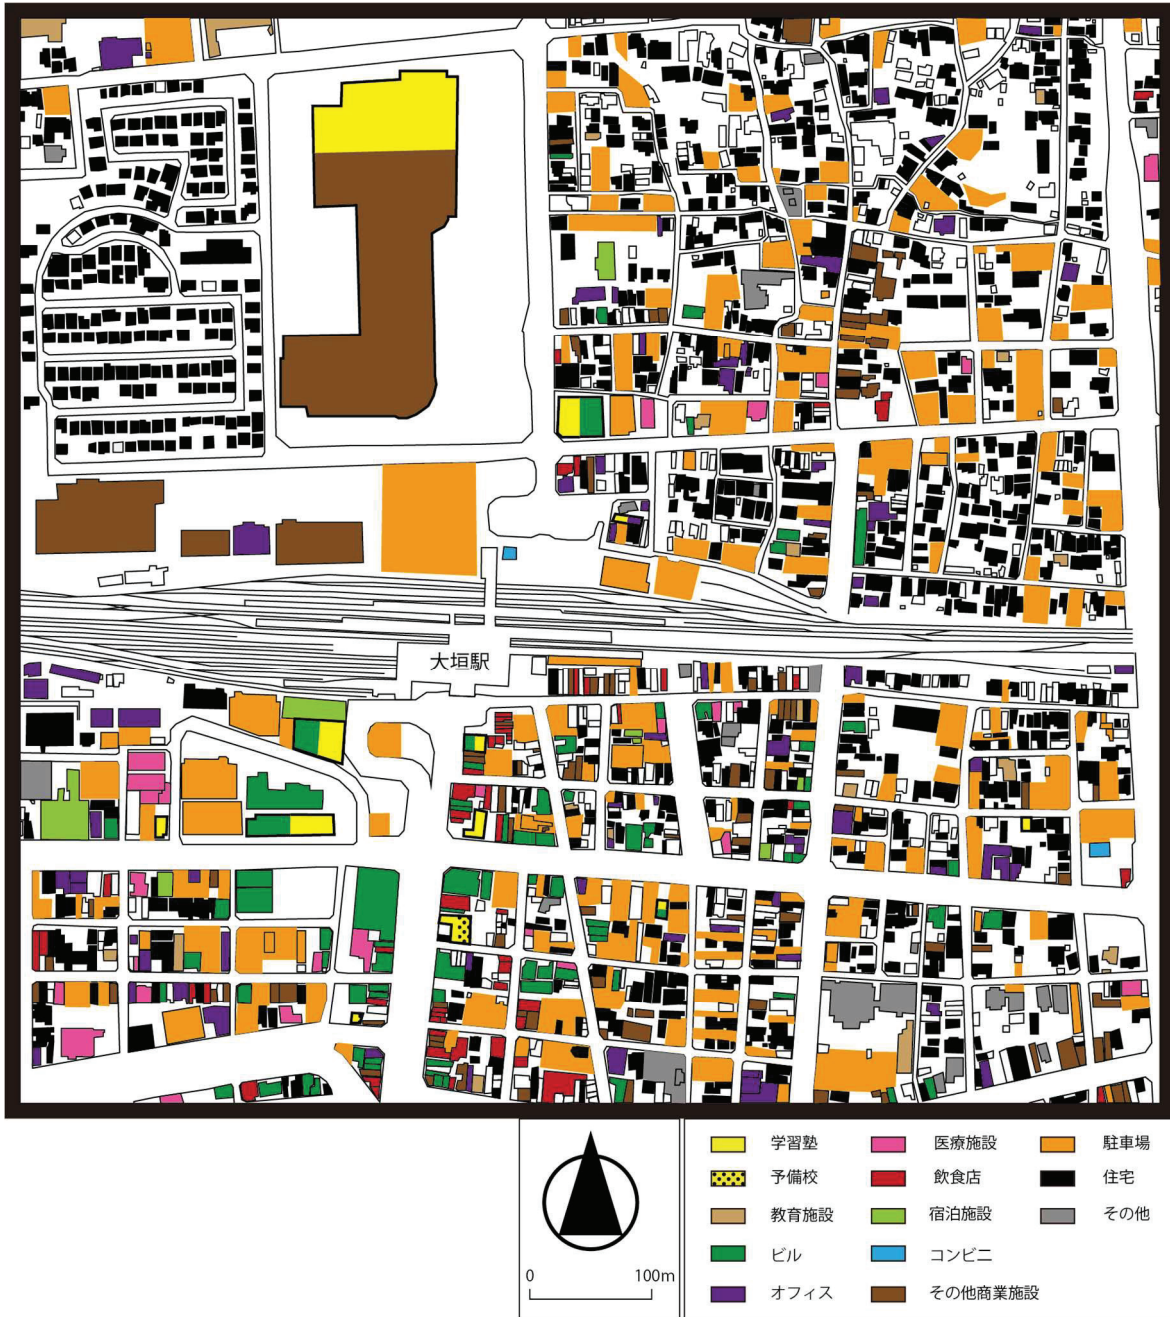 大垣駅
0 100m
学習塾 医療施設 駐車場
予備校 飲食店 住宅
教育施設 宿泊施設 その他
ビル コンビニ
オフィス その他商業施設